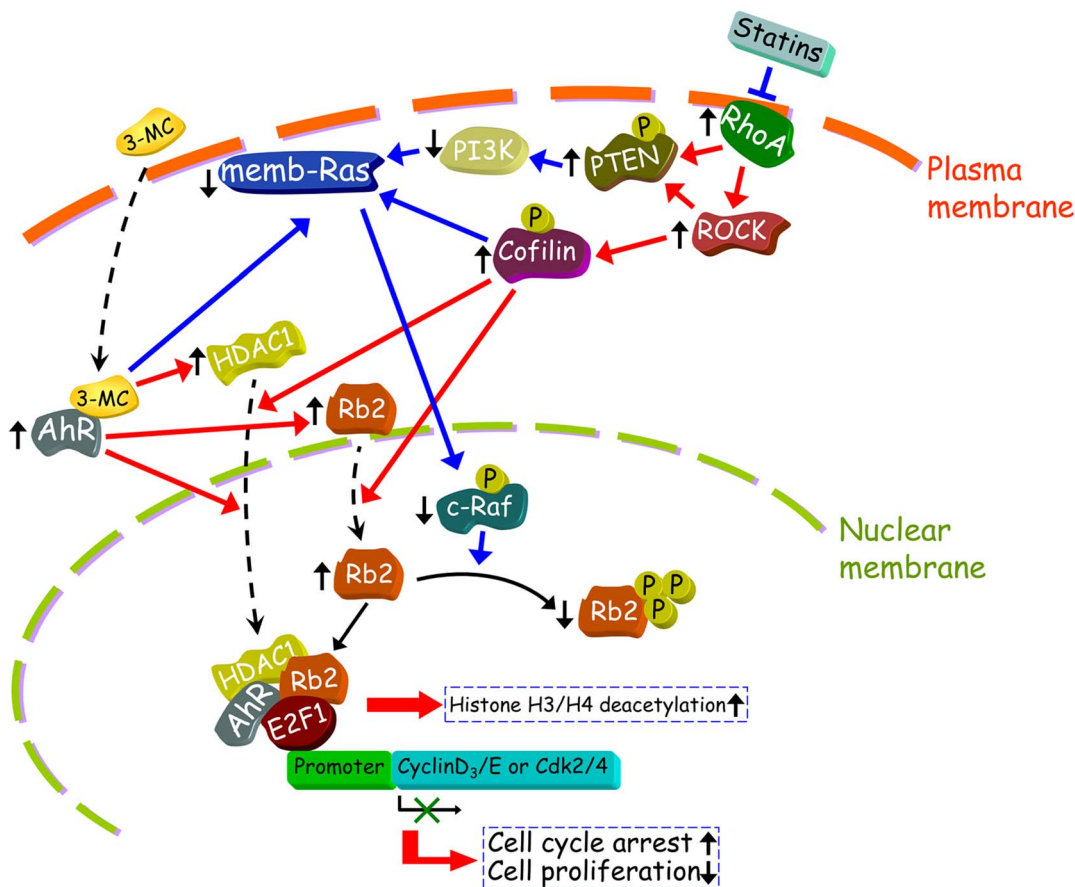 Statins
3-MC
P
RhoA
PI3K
PTEN
memb-Ras
Plasma
membrane
P
ROCK
Cofilin
HDAC1
3-MC
AhR
Rb2
P
c-Raf
Nuclear
membrane
Rb2
P P
Rb2 P
HDAC1
Rb2
AhR
E2F1
Histone H3/H4 deacetylation
Promoter CyclinD₃/E or Cdk2/4
Cell cycle arrest
Cell proliferation